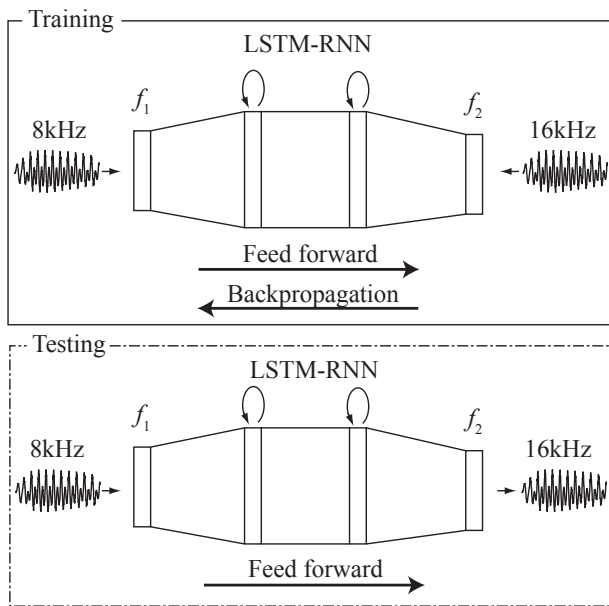 Training
LSTM-RNN
f1
f2
8kHz
16kHz
Feed forward
Backpropagation
Testing
LSTM-RNN
f1
f2
8kHz
16kHz
Feed forward